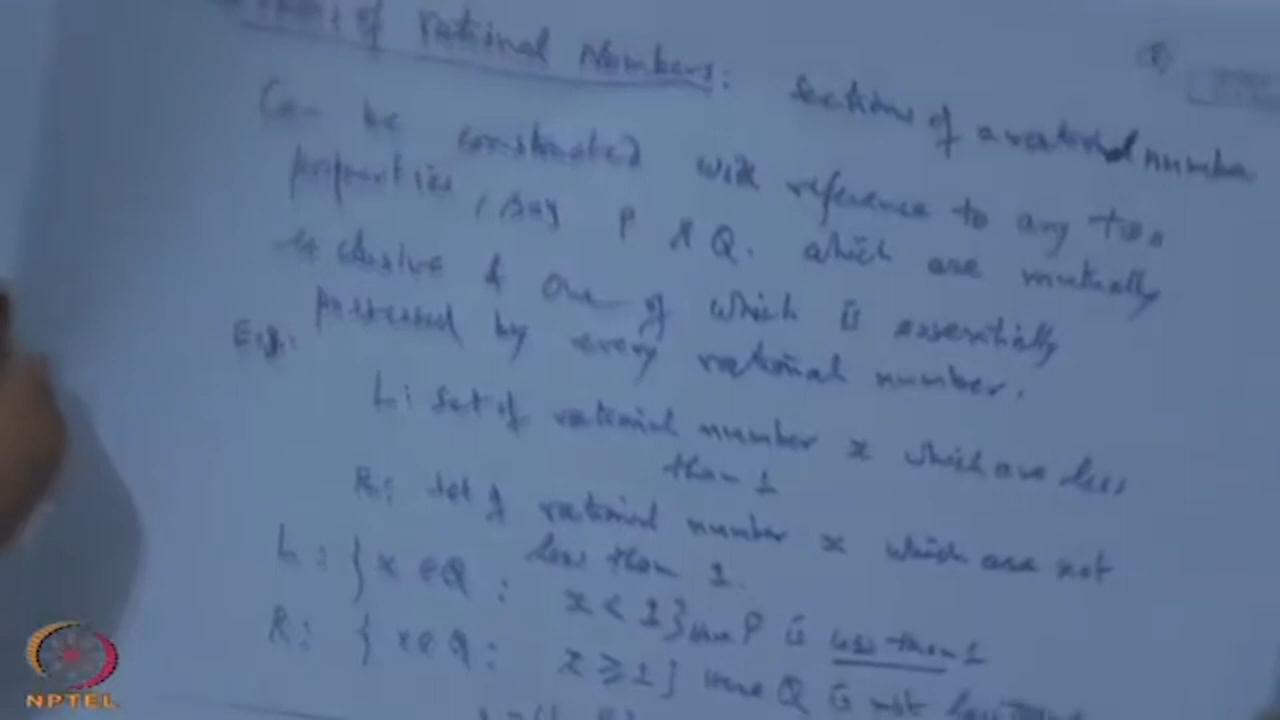 of rational Numbers: Sections of a rational number
Can be constructed with reference to any two
properties, say P & Q. which are mutually
exclusive & one of which is essentially
possessed by every rational number.
E.g.:
L: Set of rational number x which are less
than 1
R: Set of rational number x which are not
less than 1.
L: } x ∈ Q : x < 1 } Here P is less than 1
R: { x ∈ Q : x ≥ 1 } Here Q is not less
NPTEL